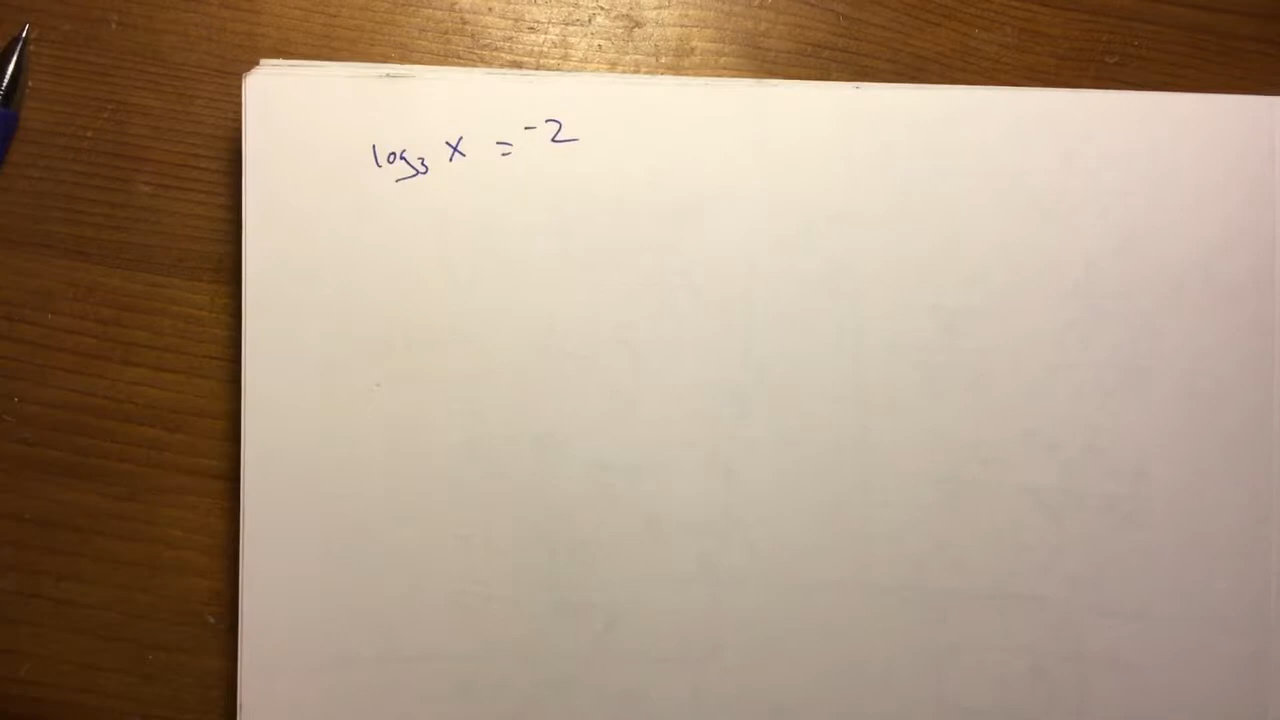 log₃ x = -2